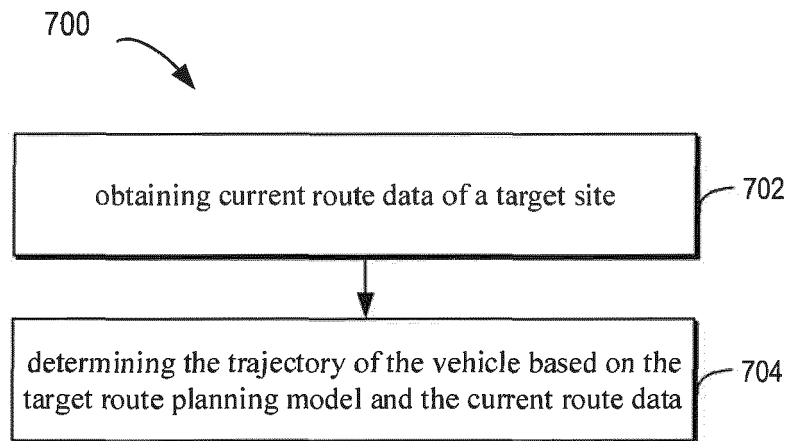 700
obtaining current route data of a target site
702
determining the trajectory of the vehicle based on the
target route planning model and the current route data
704